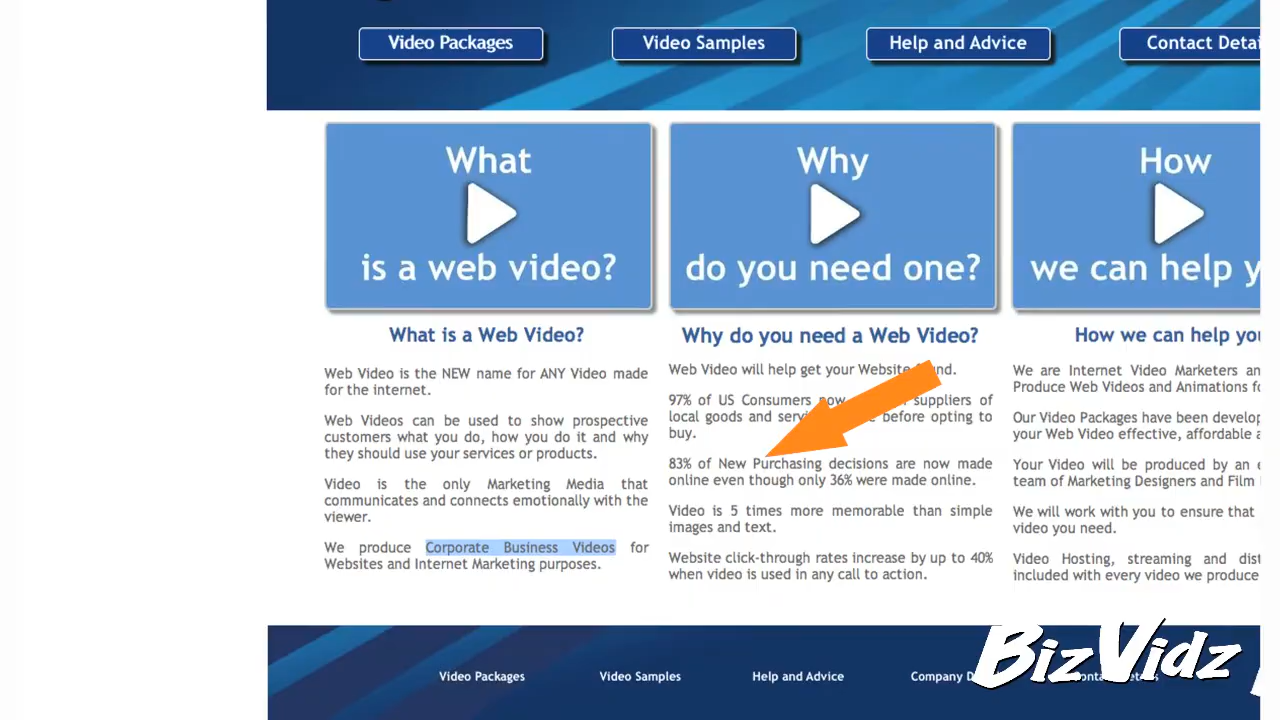 Video Packages
Video Samples
Help and Advice
Contact
What
is a web video?
Why
do you need one?
How
we can help
What is a Web Video?
Web Video is the NEW name for ANY Video made
for the internet.
Web Videos can be used to show prospective
customers what you do, how you do it and why
they should use your services or products.
Video is the only Marketing Media that
communicates and connects emotionally with the
viewer.
We produce Corporate Business Videos for
Websites and Internet Marketing purposes.
Why do you need a Web Video?
Web Video will help get your Website
97% of US Consumers suppliers of
local goods and before opting to
buy.
83% of New Purchasing decisions are now made
online even though only 36% were made online.
Video is 5 times more memorable than simple
images and text.
Website click-through rates increase by up to 40%
when video is used in any call to action.
How we can help
We are Internet Video Marketers
Produce Web Videos and Animations
Our Video Packages have been
your Web Video effective, affordable
Your Video will be produced by an
team of Marketing Designers and Film
We will work with you to ensure that
video you need.
Video Hosting, streaming and
included with every video we produce
Video Packages
Video Samples
Help and Advice
Company
BizVidz